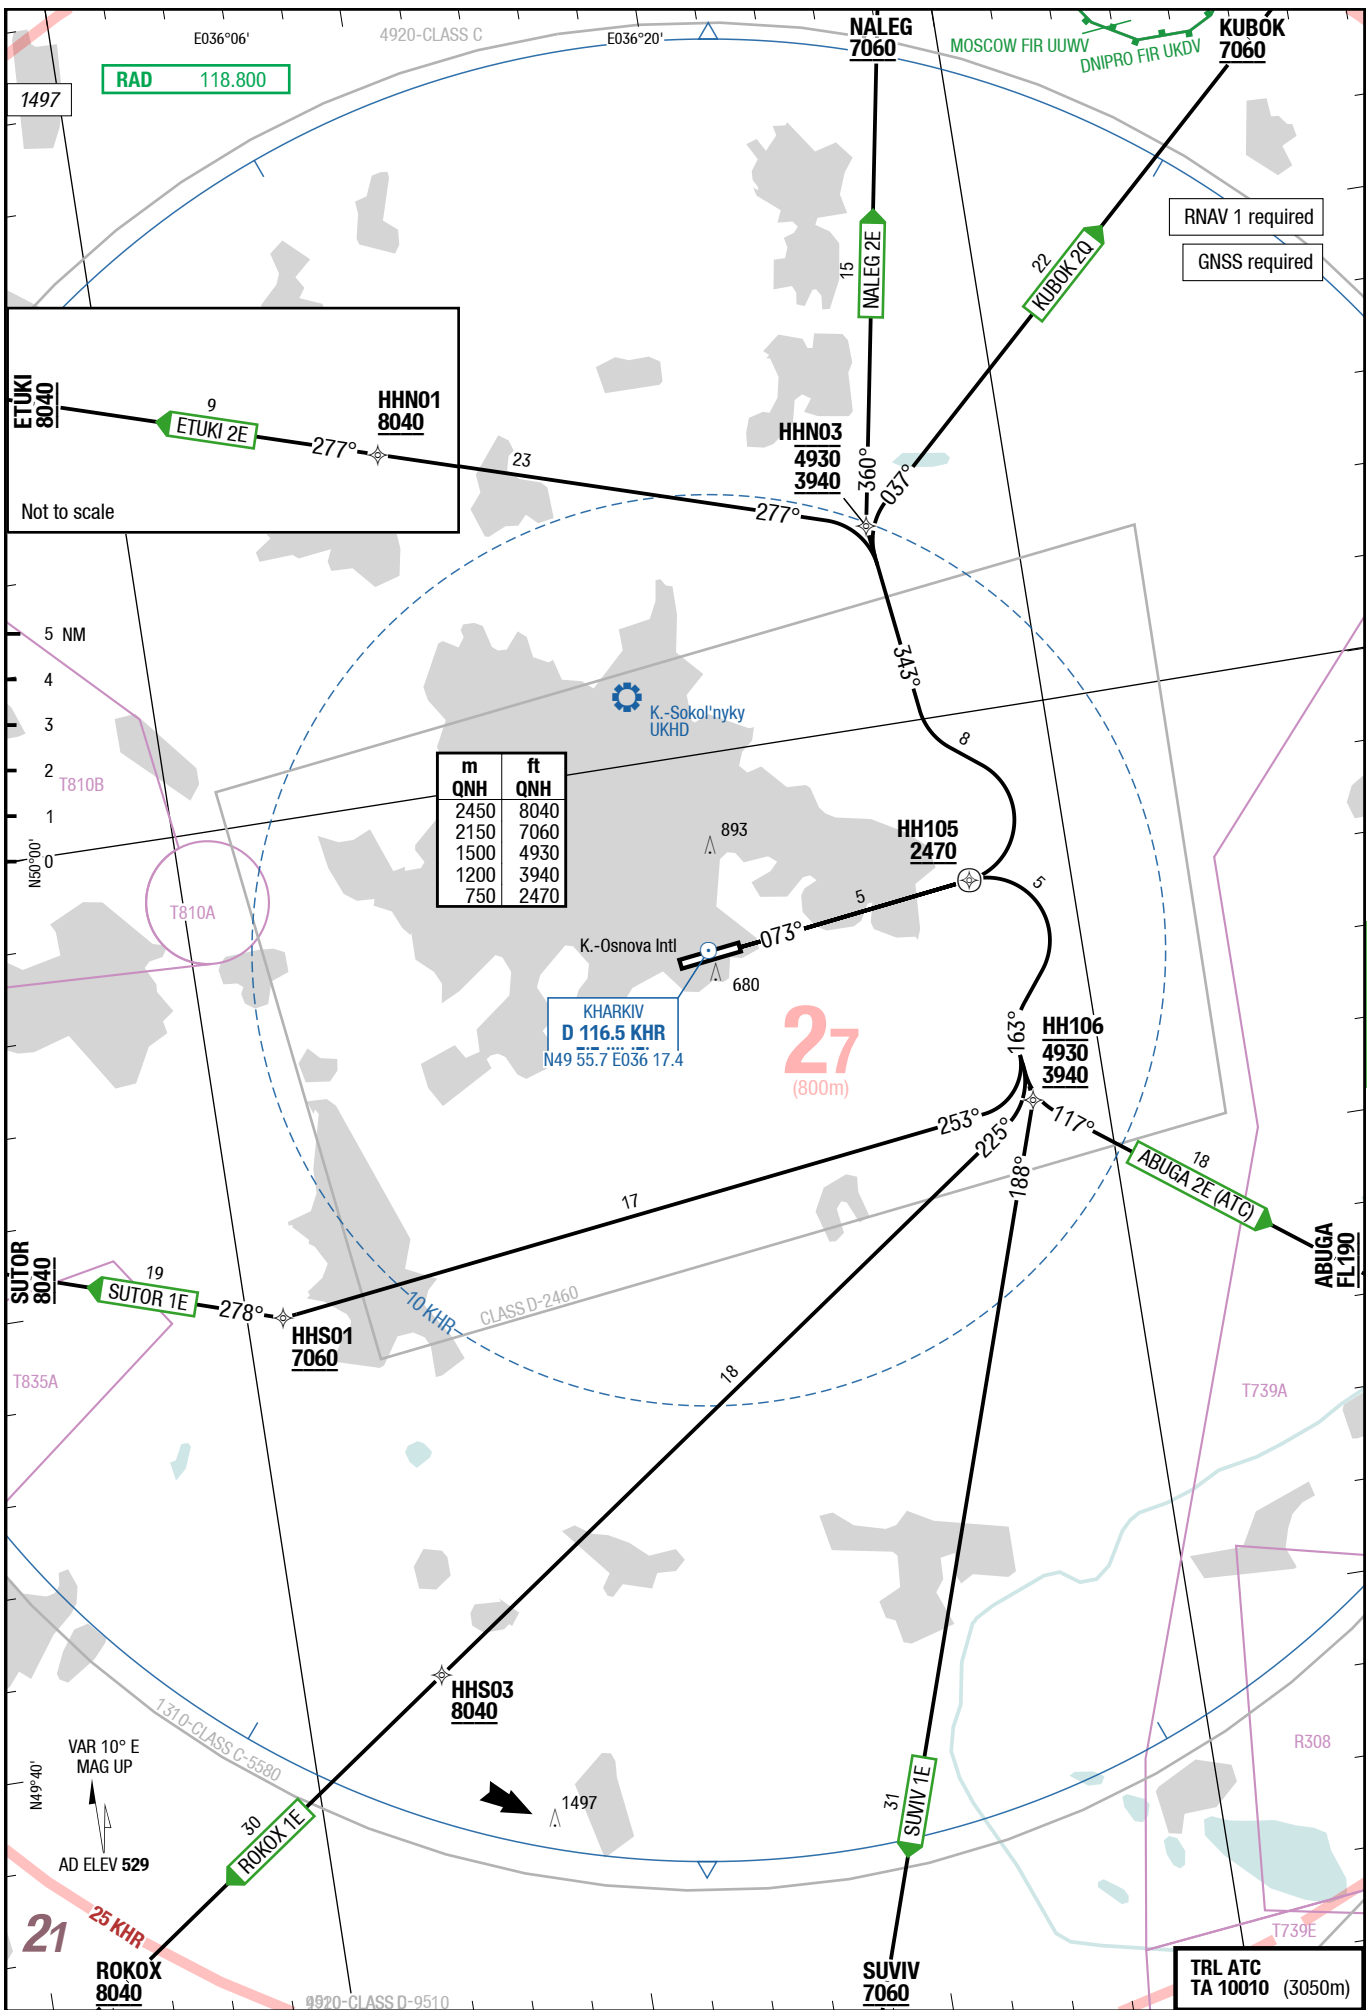 NALEG
7060
KUBOK
7060
4920-CLASS C
E036°06'
E036°20'
MOSCOW FIR UUWV
DNIPRO FIR UKDV
RAD 118.800
1497
RNAV 1 required
GNSS required
15
NALEG 2E
22
KUBOK 2Q
ETUKI
8040
9
ETUKI 2E
277°
HHN01
8040
23
277°
Not to scale
HHN03
4930
3940
360°
037°
343°
8
5 NM
4
3
2
1
0
N50°00'
T810B
T810A
K.-Sokol'nyky
UKHD
m ft
QNH QNH
2450 8040
2150 7060
1500 4930
1200 3940
750 2470
893
HH105
2470
5
5
073°
K.-Osnova Intl
680
KHARKIV
D 116.5 KHR
N49 55.7 E036 17.4
27
(800m)
163°
HH106
4930
3940
253°
225°
188°
117°
18
ABUGA 2E (ATC)
ABUGA
FL190
17
SUTOR
8040
19
SUTOR 1E
278°
HHS01
7060
10 KHR
CLASS D-2460
18
T835A
T739A
HHS03
8040
1310-CLASS C-5580
VAR 10° E
MAG UP
N49°40'
AD ELEV 529
30
ROKOX 1E
1497
31
SUVIV 1E
R308
T739E
21
25 KHR
ROKOX
8040
CLASS D-9510
SUVIV
7060
TRL ATC
TA 10010 (3050m)